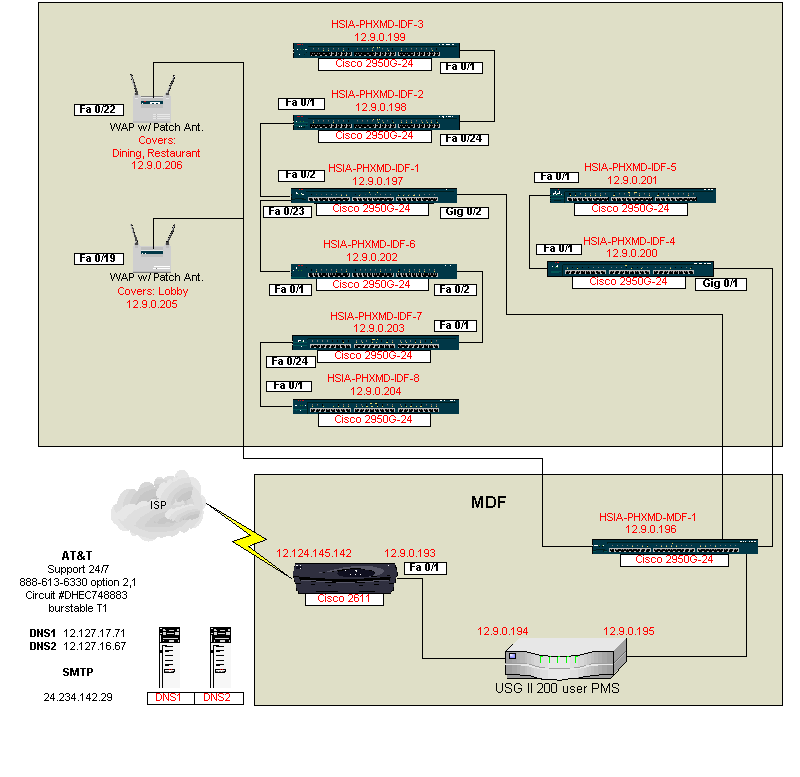 HSIA-PHXMD-IDF-3
12.9.0.199
Cisco 2950G-24
Fa 0/1
HSIA-PHXMD-IDF-2
12.9.0.198
Fa 0/1
Cisco 2950G-24
Fa 0/24
Fa 0/22
WAP w/ Patch Ant.
Covers:
Dining, Restaurant
12.9.0.206
HSIA-PHXMD-IDF-1
12.9.0.197
Fa 0/2
Fa 0/23
Cisco 2950G-24
Gig 0/2
HSIA-PHXMD-IDF-5
12.9.0.201
Fa 0/1
Cisco 2950G-24
HSIA-PHXMD-IDF-6
12.9.0.202
Fa 0/1
Cisco 2950G-24
Fa 0/2
HSIA-PHXMD-IDF-4
12.9.0.200
Fa 0/1
Cisco 2950G-24
Gig 0/1
Fa 0/19
WAP w/ Patch Ant.
Covers: Lobby
12.9.0.205
HSIA-PHXMD-IDF-7
12.9.0.203
Fa 0/1
Cisco 2950G-24
Fa 0/24
HSIA-PHXMD-IDF-8
12.9.0.204
Fa 0/1
Cisco 2950G-24
ISP
MDF
HSIA-PHXMD-MDF-1
12.9.0.196
Cisco 2950G-24
12.124.145.142
12.9.0.193
Fa 0/1
Cisco 2611
AT&T
Support 24/7
888-613-6330 option 2,1
Circuit #DHEC748883
burstable T1
DNS1 12.127.17.71
DNS2 12.127.16.67
SMTP
24.234.142.29
DNS1
DNS2
12.9.0.194
12.9.0.195
USG II 200 user PMS